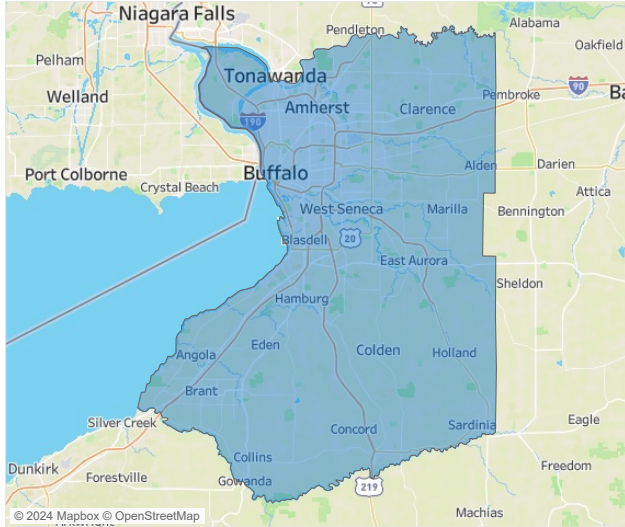 Niagara Falls
Pendleton
Alabama
Oakfield
Pelham
Tonawanda
Welland
Amherst
Clarence
Pembroke
90
Ba
190
Port Colborne
Crystal Beach
Buffalo
Alden
Darien
Attica
West Seneca
Marilla
Bennington
Blasdell
20
East Aurora
Sheldon
Hamburg
Angola
Eden
Colden
Holland
Brant
Silver Creek
Concord
Sardinia
Eagle
Dunkirk
Collins
Freedom
Forestville
Gowanda
219
Machias
© 2024 Mapbox © OpenStreetMap